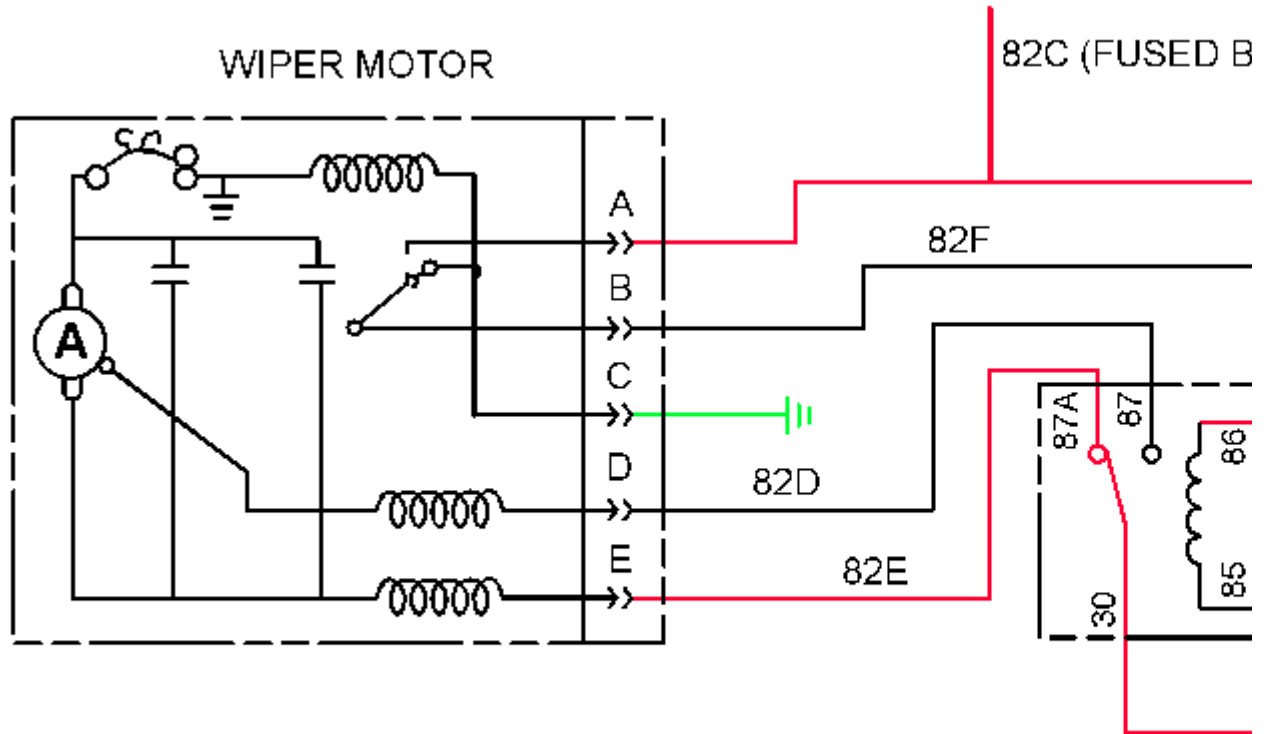 WIPER MOTOR
82C (FUSED B
A
82F
B
A
C
87A
87
86
D
82D
E
82E
30
85